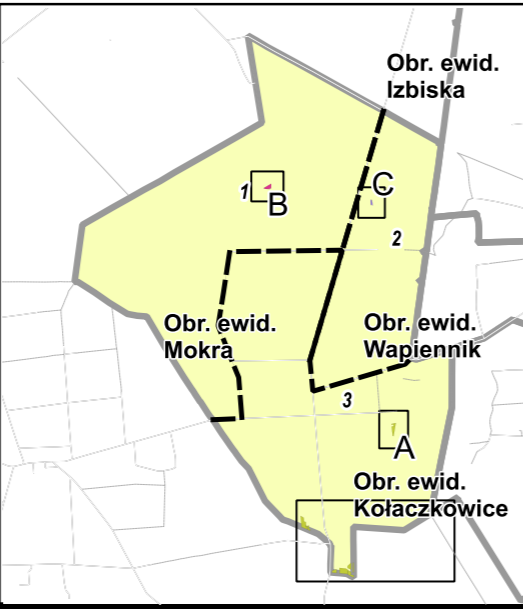 Obr. ewid.
Izbiska
1
B
C
2
Obr. ewid.
Mokra
Obr. ewid.
Wapiennik
3
A
Obr. ewid.
Kołaczkowice